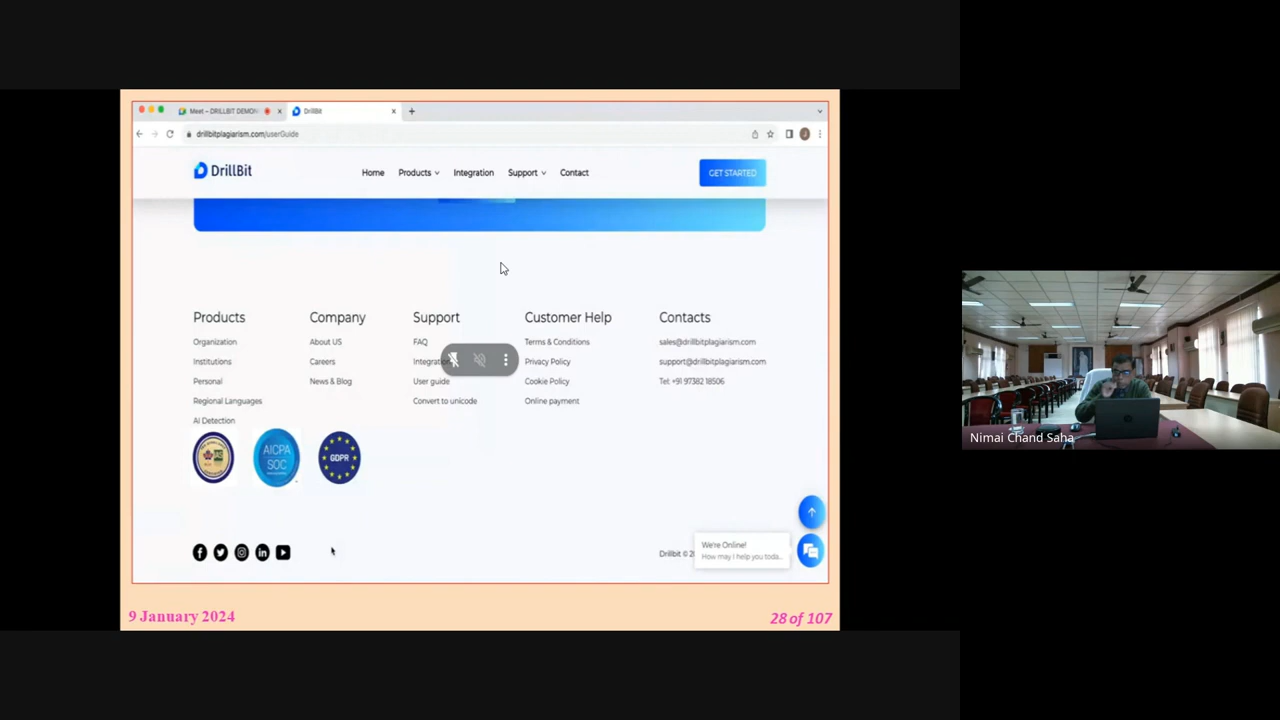 Meet – DRILLBIT DEMON
DrillBit
drillbitplagiarism.com/userGuide
DrillBit
Home
Products
Integration
Support
Contact
GET STARTED
Products
Organization
Institutions
Personal
Regional Languages
AI Detection
Company
About US
Careers
News & Blog
Support
FAQ
User guide
Convert to unicode
Customer Help
Terms & Conditions
Privacy Policy
Cookie Policy
Online payment
Contacts
sales@drillbitplagiarism.com
support@drillbitplagiarism.com
Tel: +91 97382 18506
AICPA
SOC
GDPR
Drillbit ©
We're Online!
How may I help you toda...
9 January 2024
28 of 107
Nimai Chand Saha